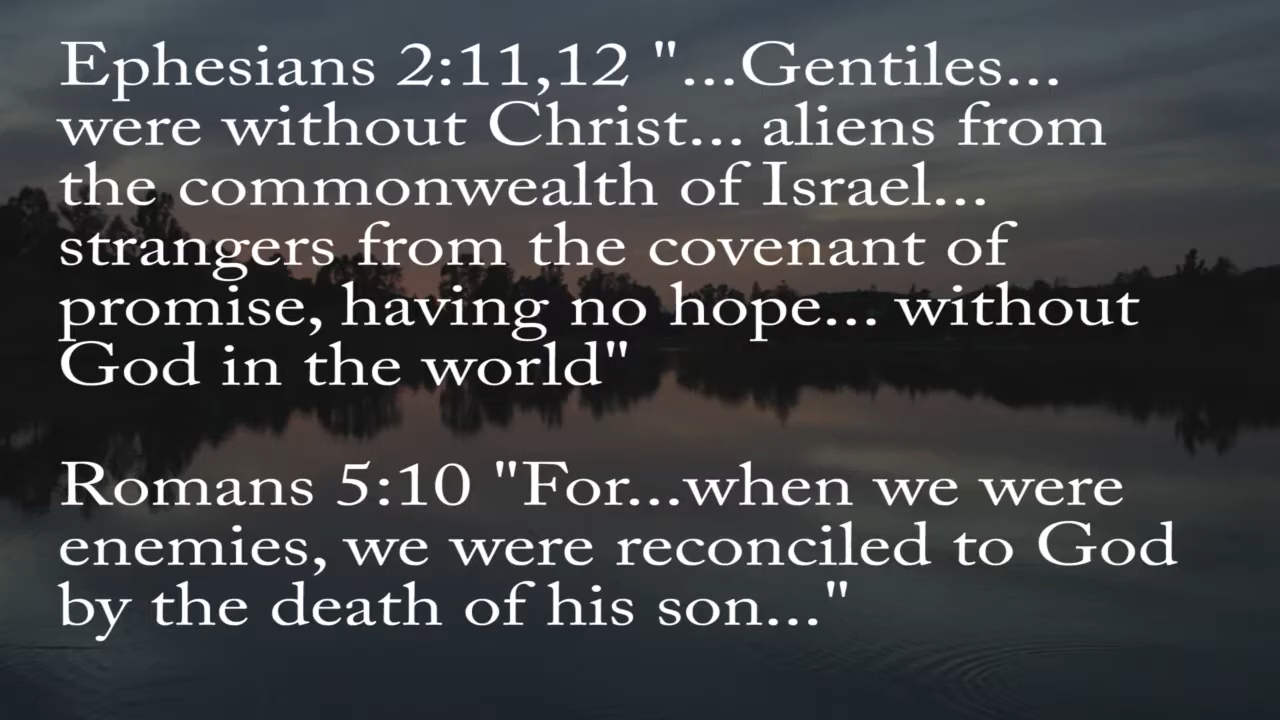 Ephesians 2:11,12 "...Gentiles...
were without Christ... aliens from
the commonwealth of Israel...
strangers from the covenant of
promise, having no hope... without
God in the world"
Romans 5:10 "For...when we were
enemies, we were reconciled to God
by the death of his son..."